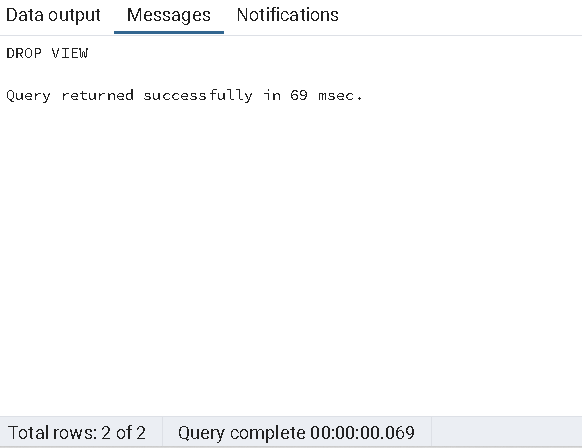 Data output Messages Notifications
DROP VIEW
Query returned successfully in 69 msec.
Total rows: 2 of 2 Query complete 00:00:00.069